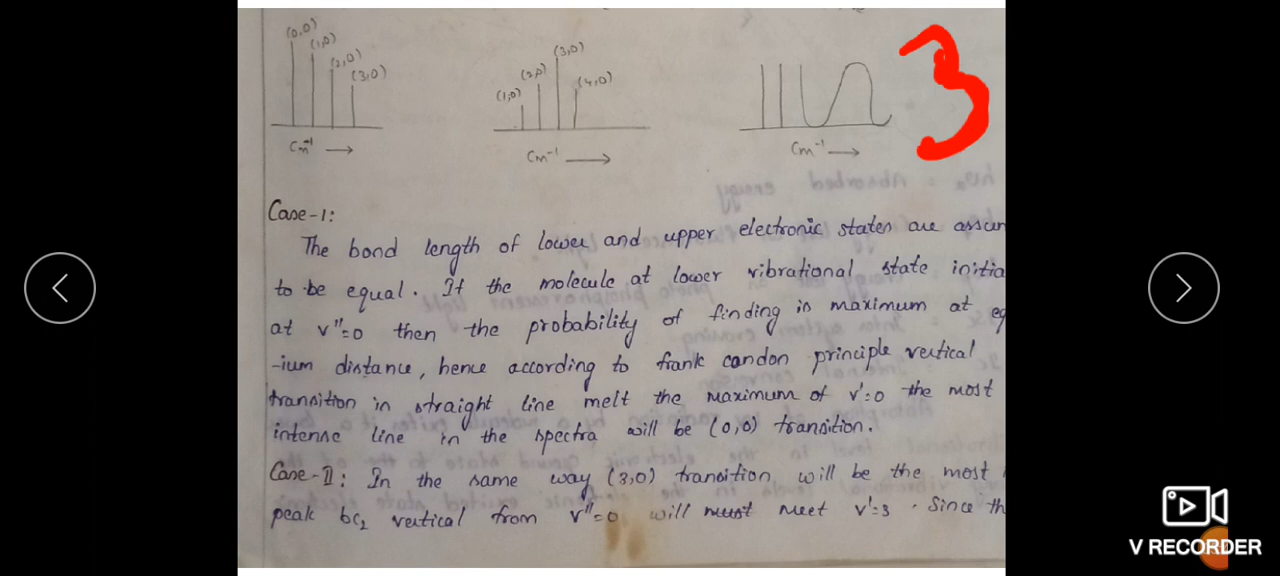 (0,0)
(1,0)
(2,0)
(3,0)
Cm⁻¹
(1,0)
(2,0)
(3,0)
(4,0)
Cm⁻¹
Cm⁻¹
3
Case-1:
The bond length of lower and upper electronic states are assum
to be equal. If the molecule at lower vibrational state initia
at v"=0 then the probability of finding is maximum at eq
-ium distance, hence according to frank condon principle vertical
transition in straight line melt the maximum of v'=0 the most
intense line in the spectra will be (0,0) transition.
Case-II: In the same way (3,0) transition will be the most
peak bcz vertical from v"=0 will must meet v'=3. Since th
V RECORDER